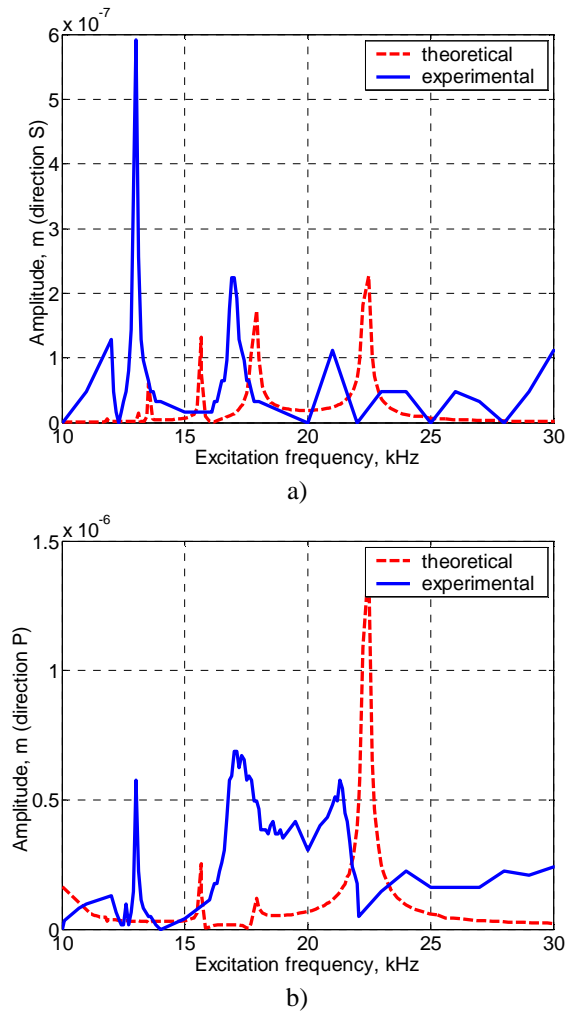 x 10-7
6
5
4
3
2
1
0
Amplitude, m (direction S)
theoretical
experimental
10 15 20 25 30
Excitation frequency, kHz
a)
x 10-6
1.5
1
0.5
0
Amplitude, m (direction P)
theoretical
experimental
10 15 20 25 30
Excitation frequency, kHz
b)